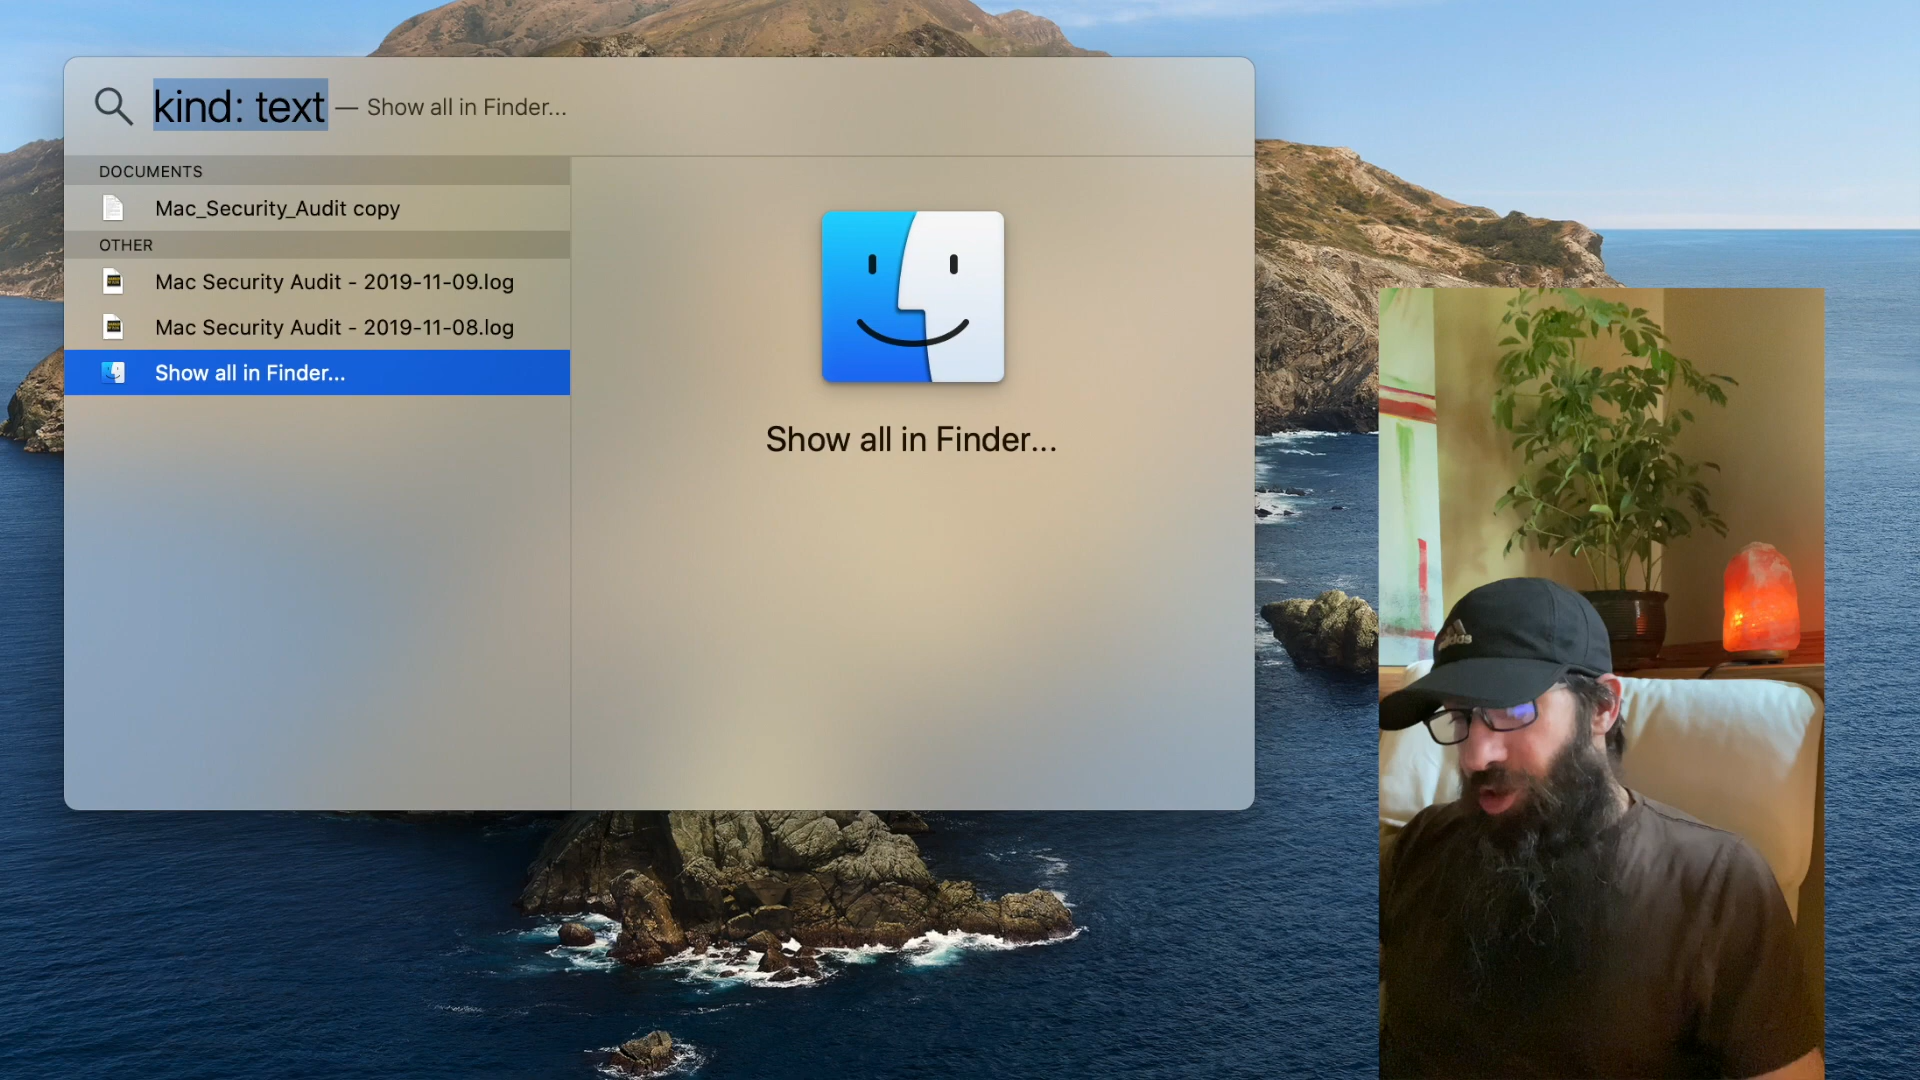 kind: text — Show all in Finder...
DOCUMENTS
Mac_Security_Audit copy
OTHER
Mac Security Audit - 2019-11-09.log
Mac Security Audit - 2019-11-08.log
Show all in Finder...
Show all in Finder...